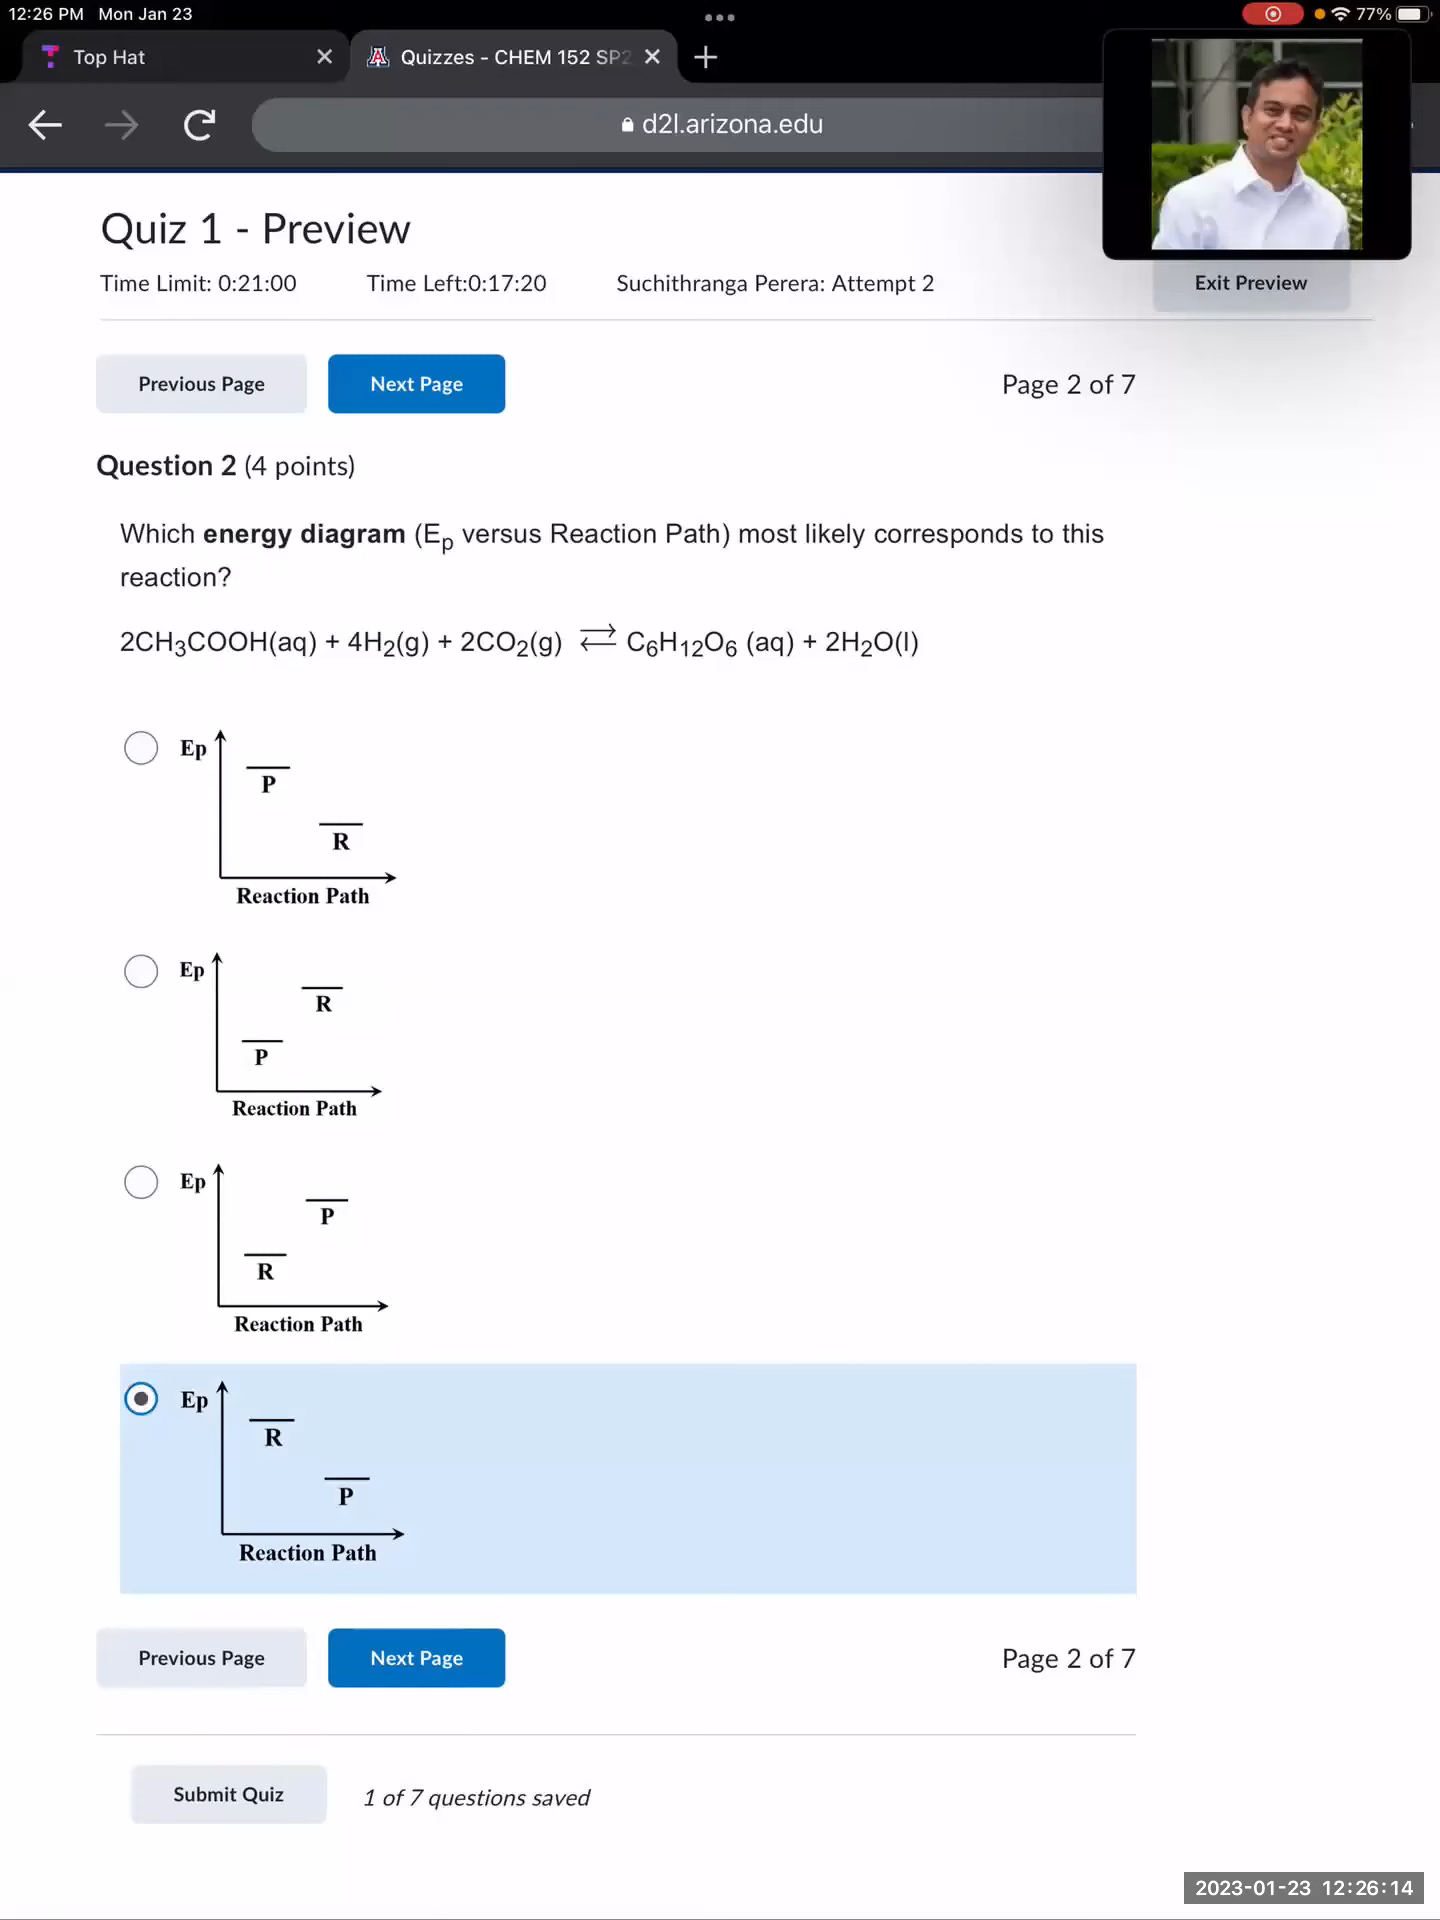 12:26 PM Mon Jan 23
77%
Top Hat
Quizzes - CHEM 152 SP2
d2l.arizona.edu
Quiz 1 - Preview
Time Limit: 0:21:00 Time Left:0:17:20 Suchithranga Perera: Attempt 2
Exit Preview
Previous Page
Next Page
Page 2 of 7
Question 2 (4 points)
Which energy diagram (Ep versus Reaction Path) most likely corresponds to this
reaction?
2CH₃COOH(aq) + 4H₂(g) + 2CO₂(g) ⇄ C₆H₁₂O₆ (aq) + 2H₂O(l)
Ep
P
R
Reaction Path
Ep
R
P
Reaction Path
Ep
P
R
Reaction Path
Ep
R
P
Reaction Path
Previous Page
Next Page
Page 2 of 7
Submit Quiz
1 of 7 questions saved
2023-01-23 12:26:14